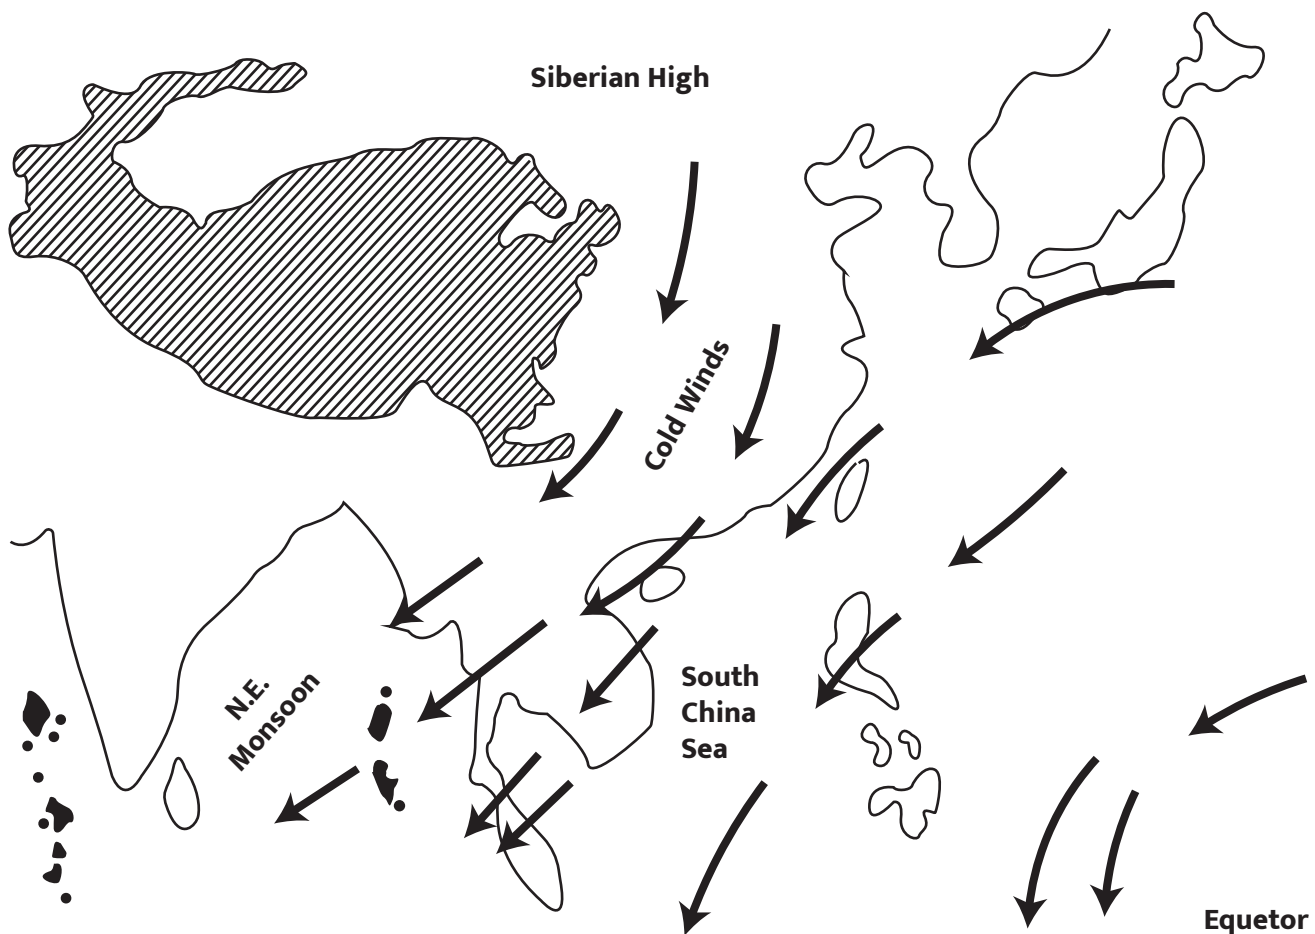 Siberian High
Cold Winds
N.E.
Monsoon
South
China
Sea
Equetor